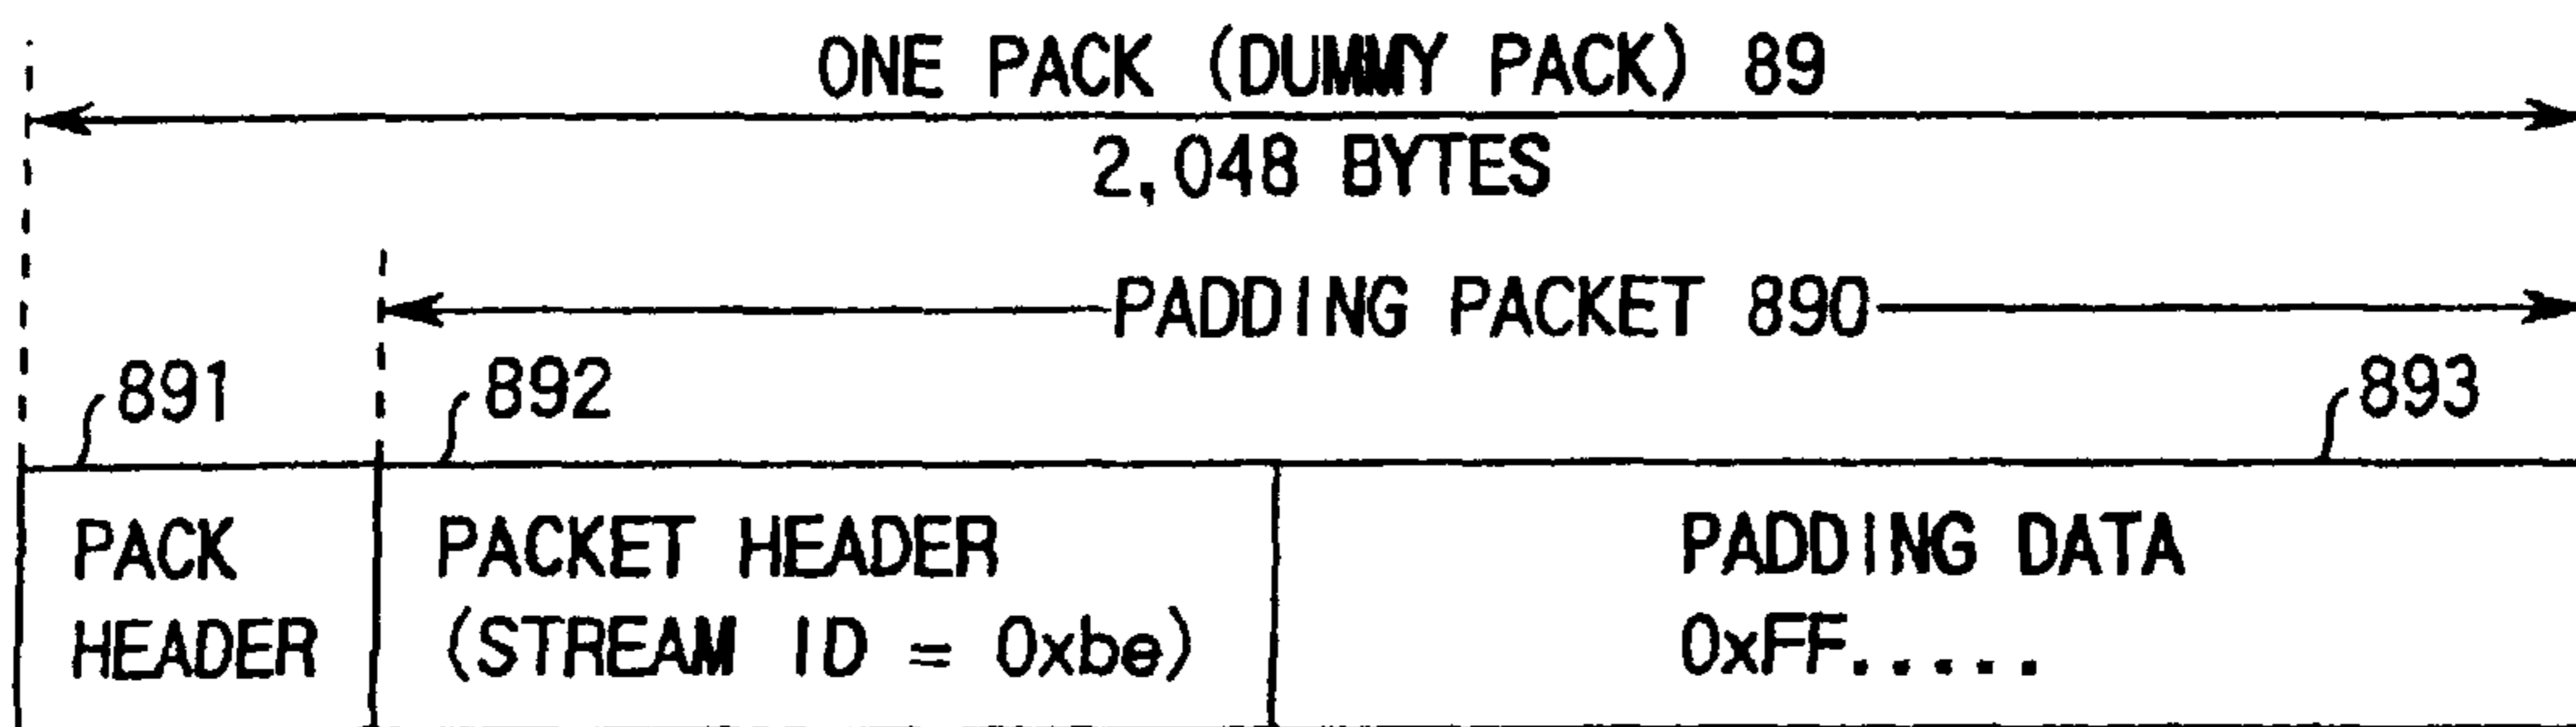 ONE PACK (DUMMY PACK) 89
2,048 BYTES
PADDING PACKET 890
891 892 893
PACK PACKET HEADER PADDING DATA
HEADER (STREAM ID = 0xbe) 0xFF.....